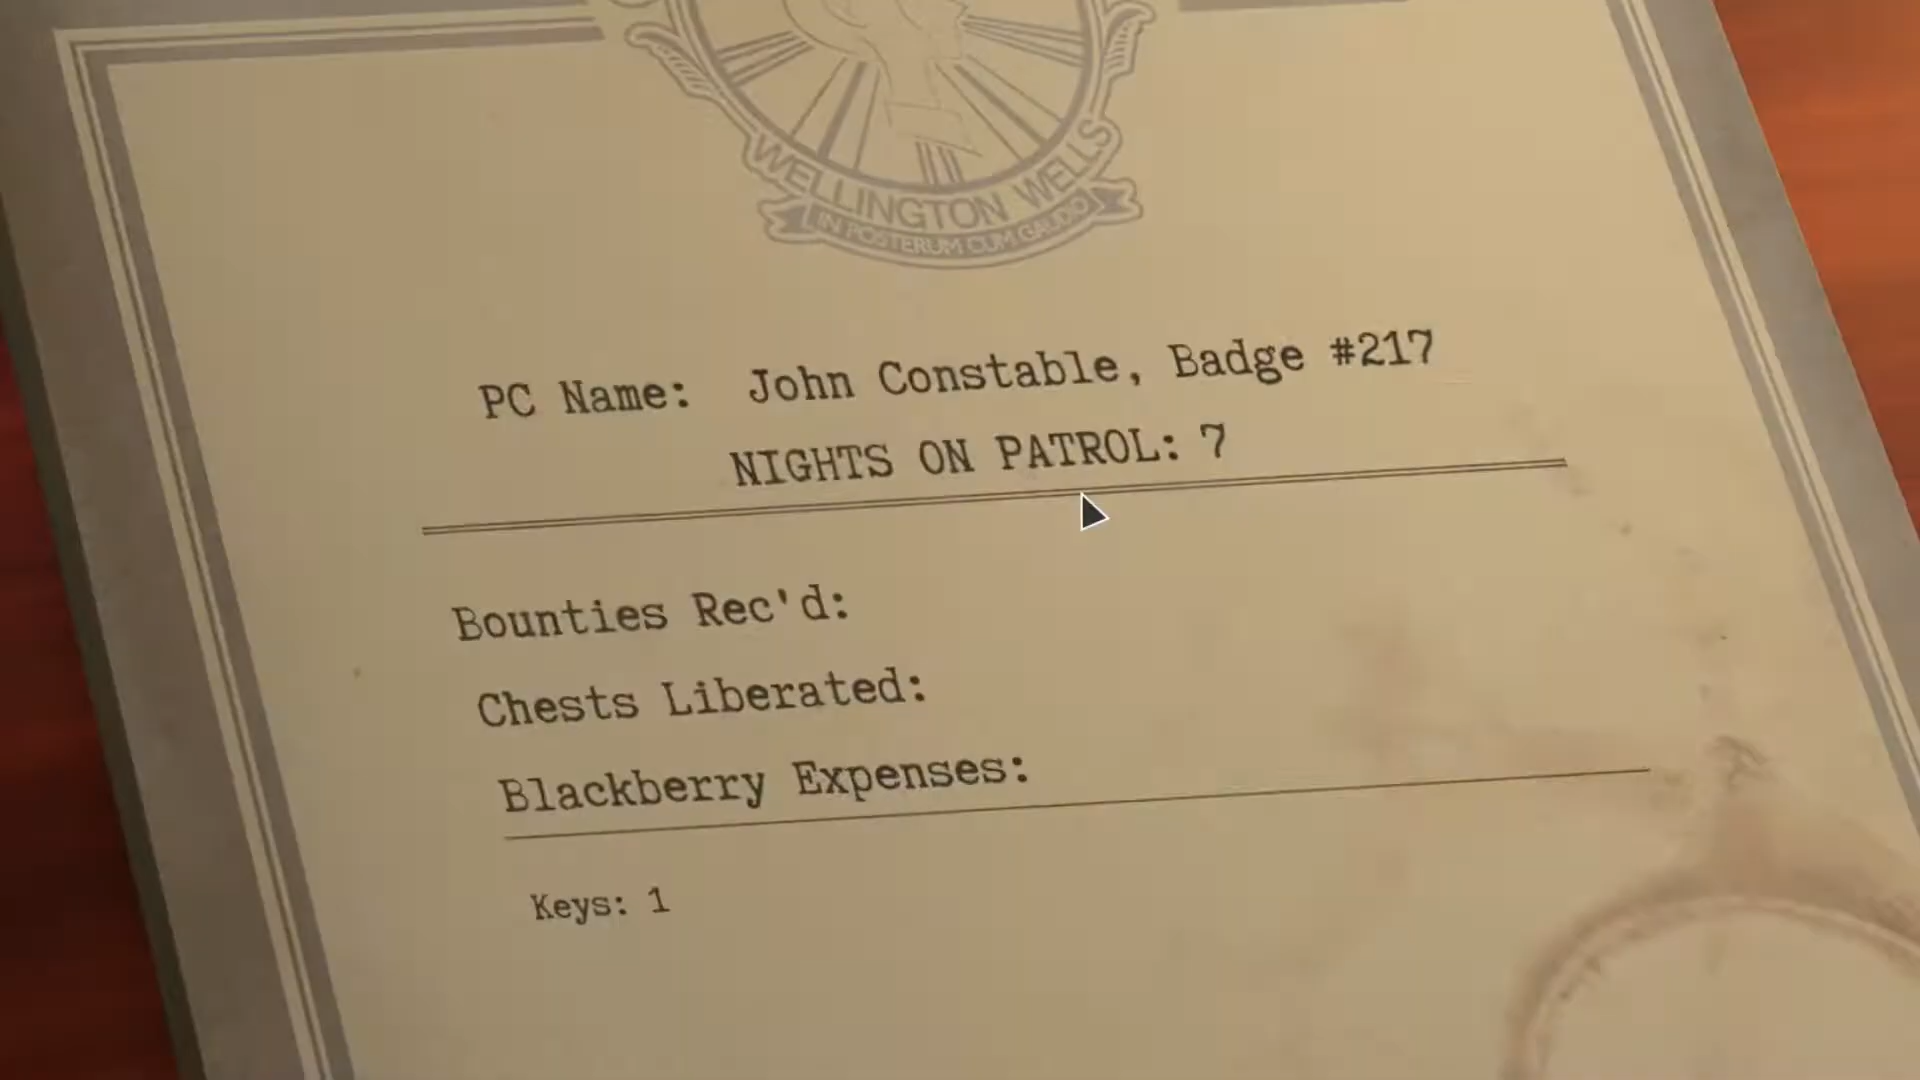 WELLINGTON WELLS
IN POSTERUM CUM GAUDIO
PC Name: John Constable, Badge #217
NIGHTS ON PATROL: 7
Bounties Rec'd:
Chests Liberated:
Blackberry Expenses:
Keys: 1